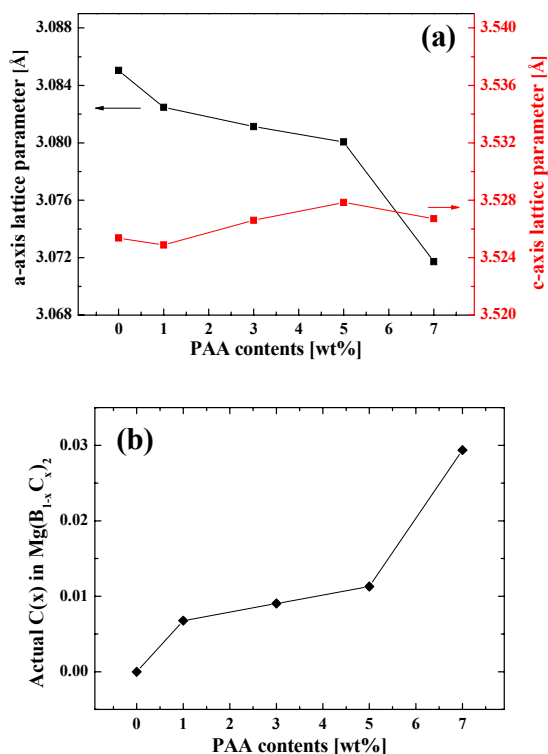 (a)
a-axis lattice parameter [Å]
3.088
3.084
3.080
3.076
3.072
3.068
c-axis lattice parameter [Å]
3.540
3.536
3.532
3.528
3.524
3.520
0 1 2 3 4 5 6 7
PAA contents [wt%]
(b)
Actual C(x) in Mg(B1-xCx)2
0.03
0.02
0.01
0.00
0 1 2 3 4 5 6 7
PAA contents [wt%]